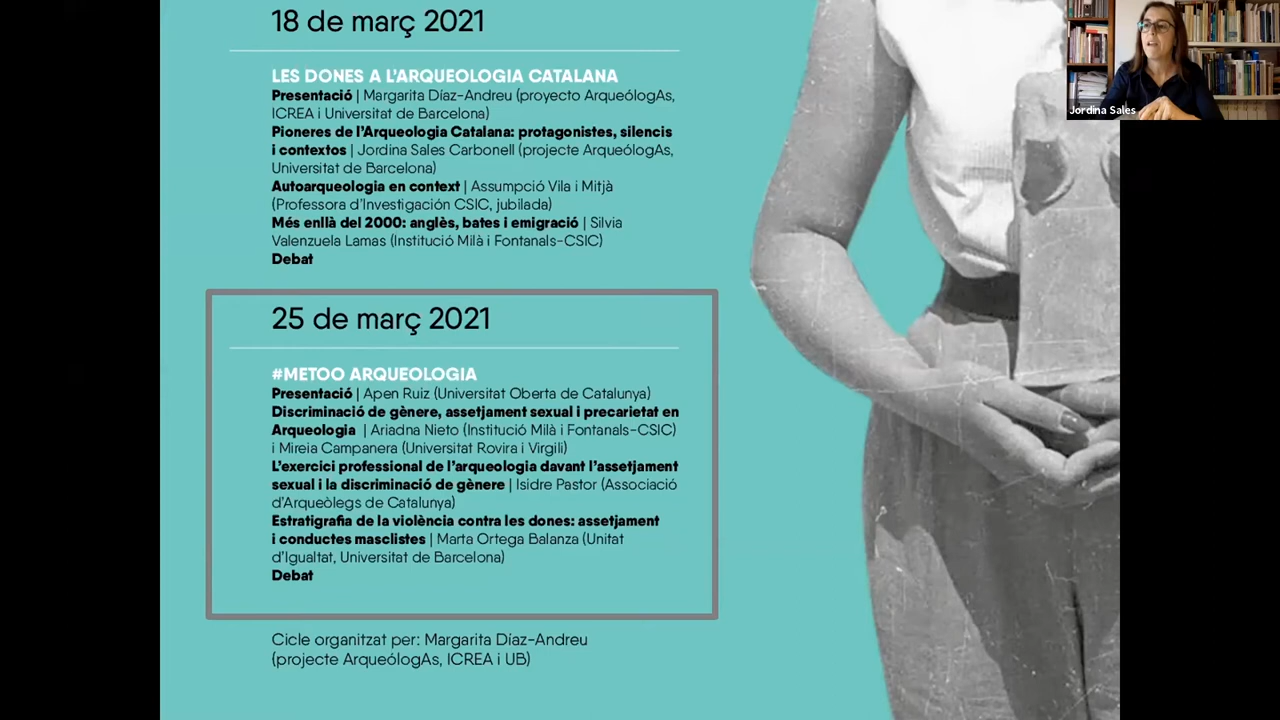 18 de març 2021
LES DONES A L'ARQUEOLOGIA CATALANA
Presentació | Margarita Díaz-Andreu (proyecto ArqueólogAs,
ICREA i Universitat de Barcelona)
Pioneres de l'Arqueologia Catalana: protagonistes, silencis
i contextos | Jordina Sales Carbonell (projecte ArqueólogAs,
Universitat de Barcelona)
Autoarqueologia en context | Assumpció Vila i Mitjà
(Professora d'Investigación CSIC, jubilada)
Més enllà del 2000: anglès, bates i emigració | Silvia
Valenzuela Lamas (Institució Milà i Fontanals-CSIC)
Debat
25 de març 2021
#METOO ARQUEOLOGIA
Presentació | Apen Ruiz (Universitat Oberta de Catalunya)
Discriminació de gènere, assetjament sexual i precarietat en
Arqueologia | Ariadna Nieto (Institució Milà i Fontanals-CSIC)
i Mireia Campanera (Universitat Rovira i Virgili)
L'exercici professional de l'arqueologia davant l'assetjament
sexual i la discriminació de gènere | Isidre Pastor (Associació
d'Arqueòlegs de Catalunya)
Estratigrafia de la violència contra les dones: assetjament
i conductes masclistes | Marta Ortega Balanza (Unitat
d'Igualtat, Universitat de Barcelona)
Debat
Cicle organitzat per: Margarita Díaz-Andreu
(projecte ArqueólogAs, ICREA i UB)
Jordina Sales